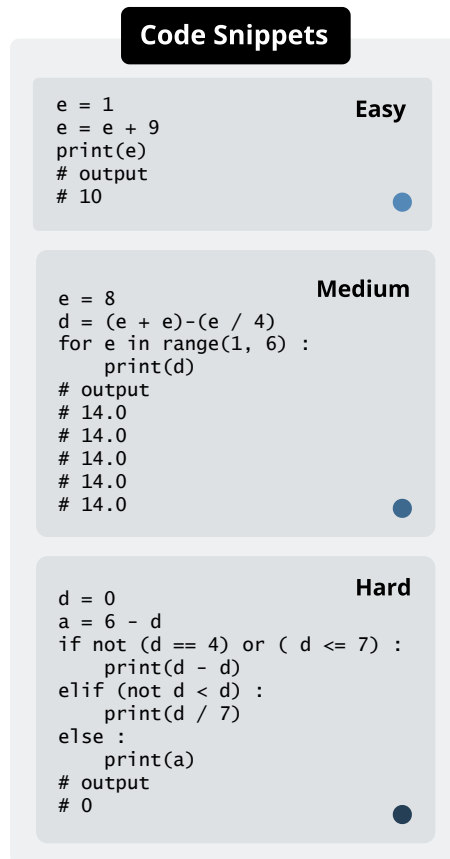 Code Snippets
Easy
e = 1
e = e + 9
print(e)
# output
# 10
Medium
e = 8
d = (e + e)-(e / 4)
for e in range(1, 6) :
    print(d)
# output
# 14.0
# 14.0
# 14.0
# 14.0
# 14.0
Hard
d = 0
a = 6 - d
if not (d == 4) or ( d <= 7) :
    print(d - d)
elif (not d < d) :
    print(d / 7)
else :
    print(a)
# output
# 0